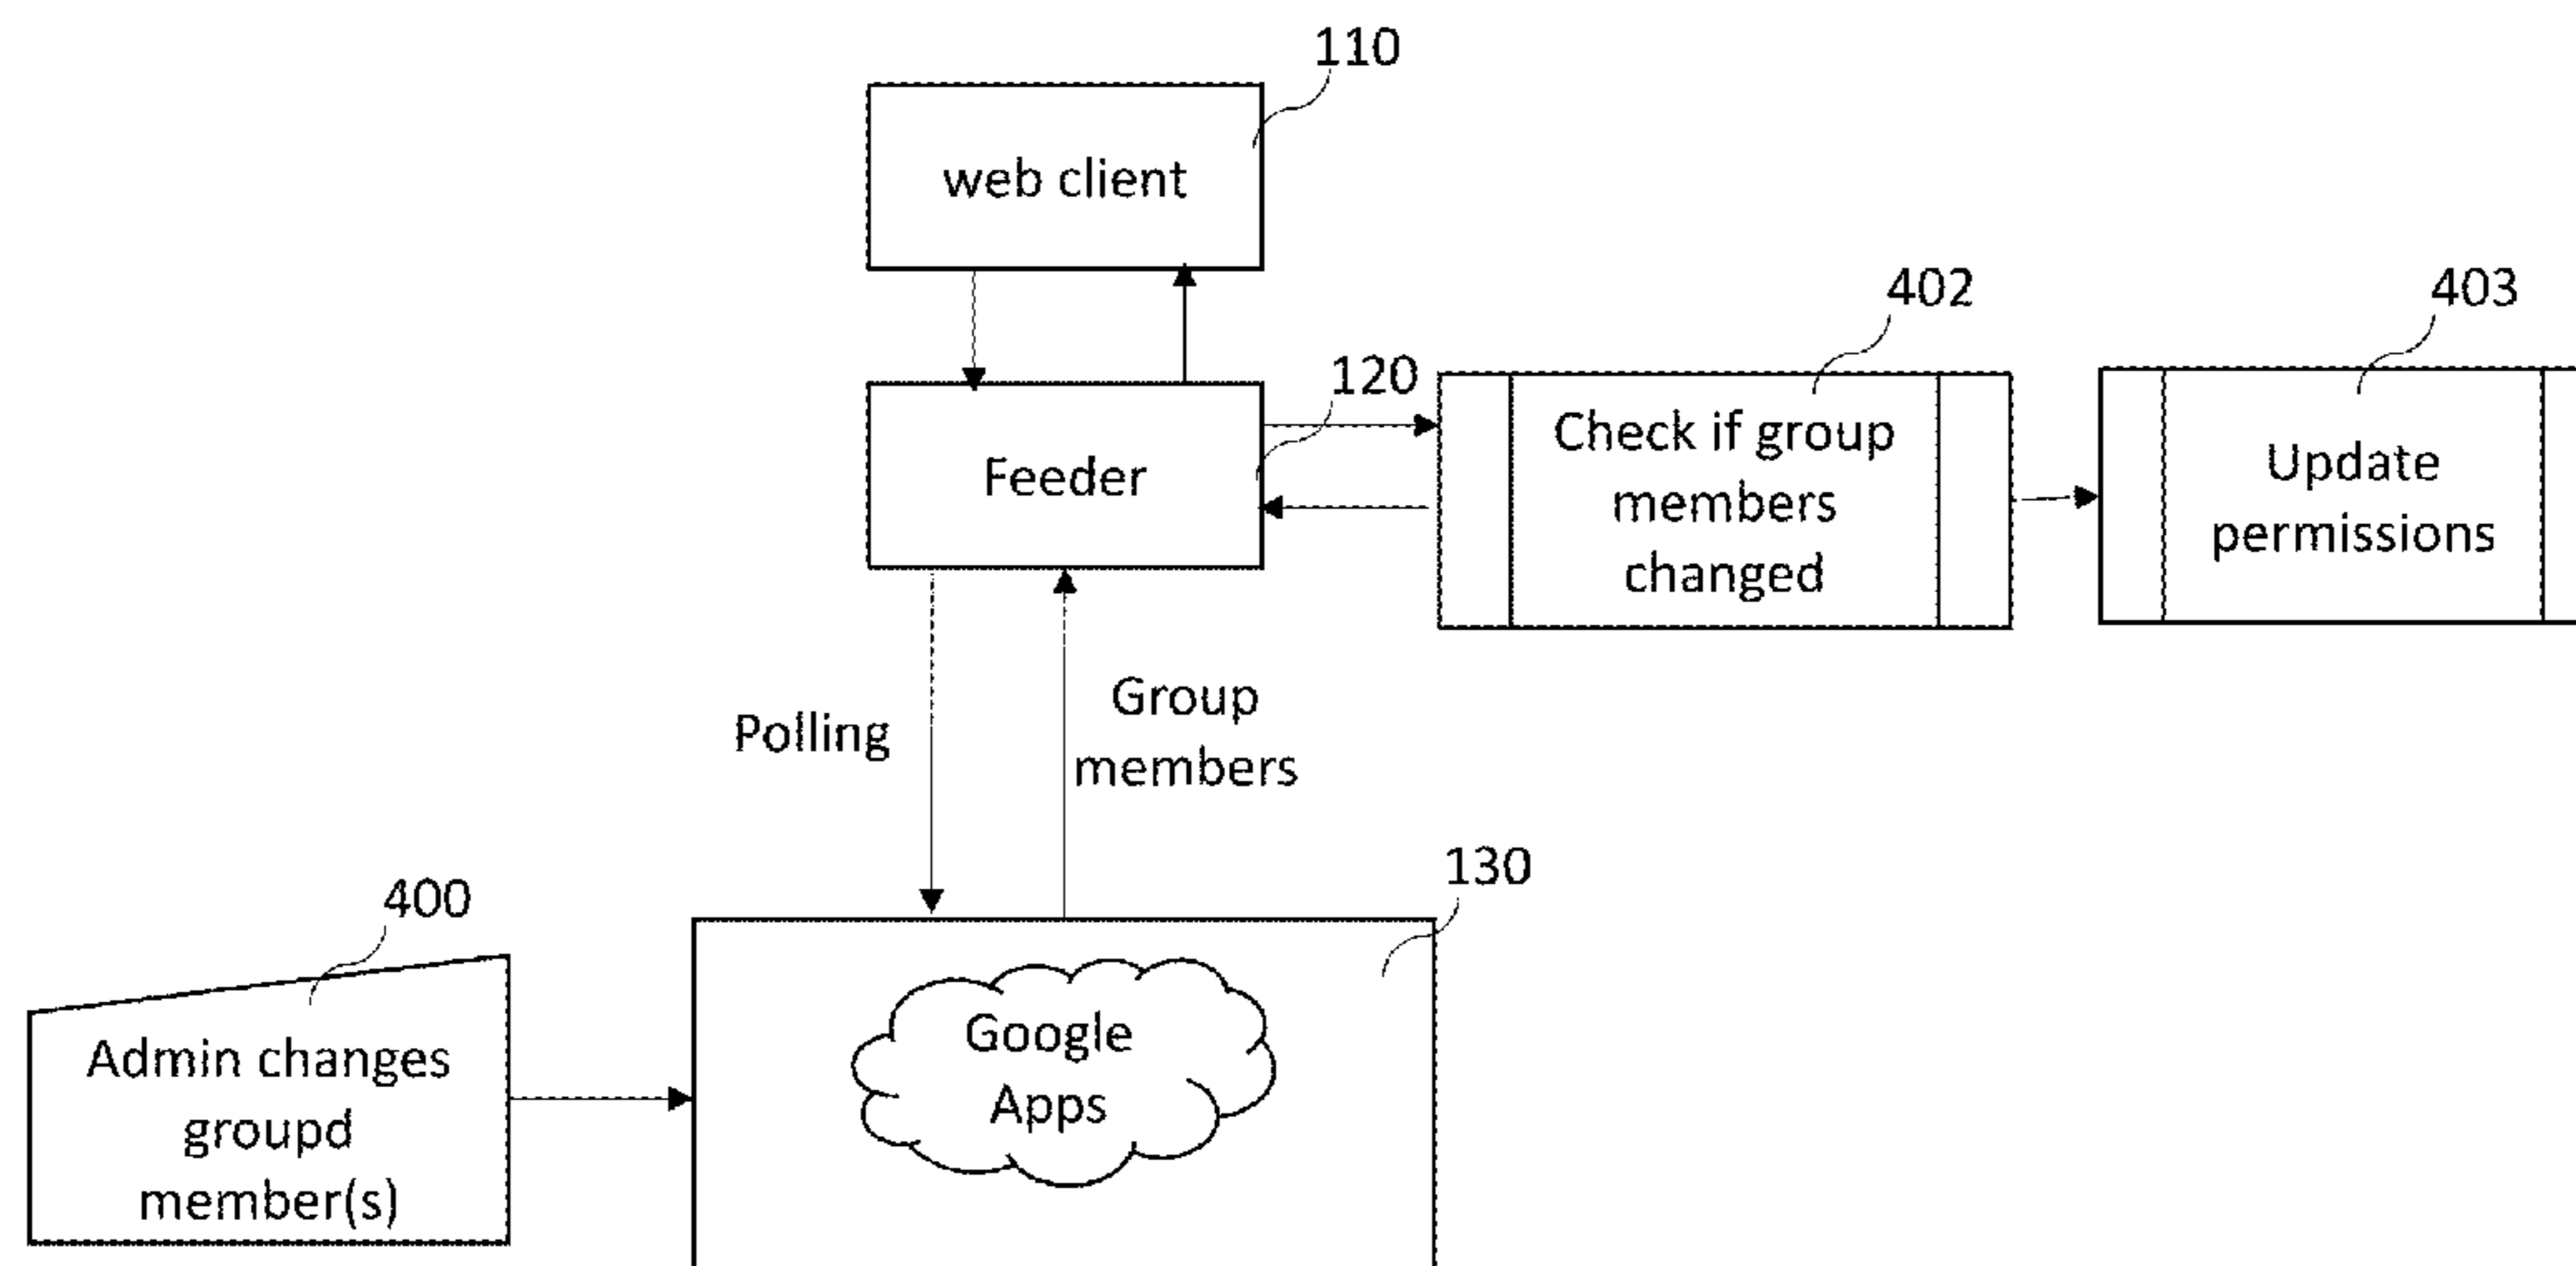 110
web client
402
403
120
Check if group
members
changed
Feeder
Update
permissions
Group
members
Polling
130
400
Google
Apps
Admin changes
groupd
member(s)